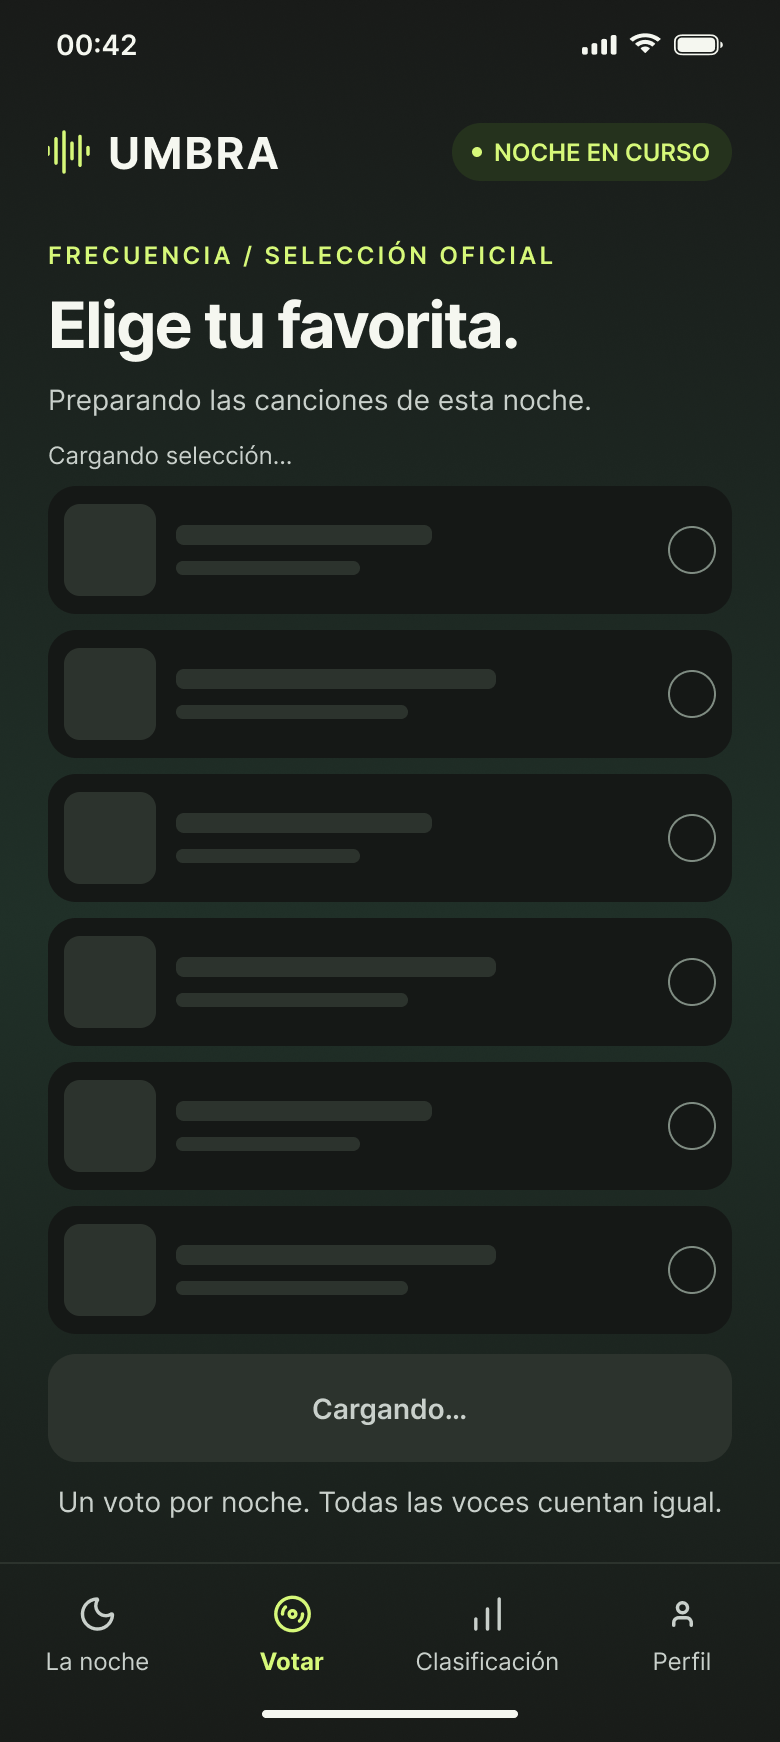 00:42
UMBRA
NOCHE EN CURSO
FRECUENCIA / SELECCIÓN OFICIAL
Elige tu favorita.
Preparando las canciones de esta noche.
Cargando selección...
Cargando...
Un voto por noche. Todas las voces cuentan igual.
La noche
Votar
Clasificación
Perfil